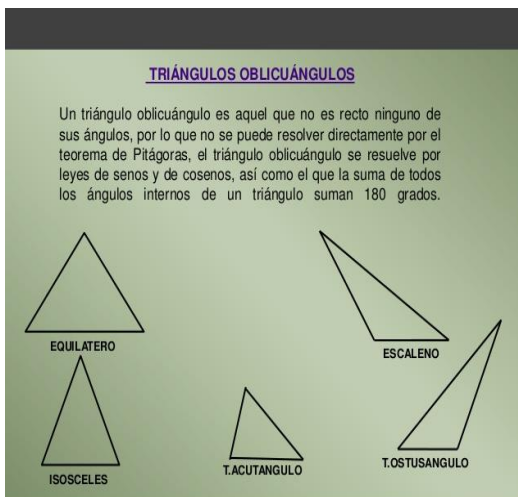 TRIÁNGULOS OBLICUÁNGULOS
Un triángulo oblicuángulo es aquel que no es recto ninguno de
sus ángulos, por lo que no se puede resolver directamente por el
teorema de Pitágoras, el triángulo oblicuángulo se resuelve por
leyes de senos y de cosenos, así como el que la suma de todos
los ángulos internos de un triángulo suman 180 grados.
EQUILATERO
ESCALENO
ISOSCELES
T.ACUTANGULO
T.OSTUSANGULO